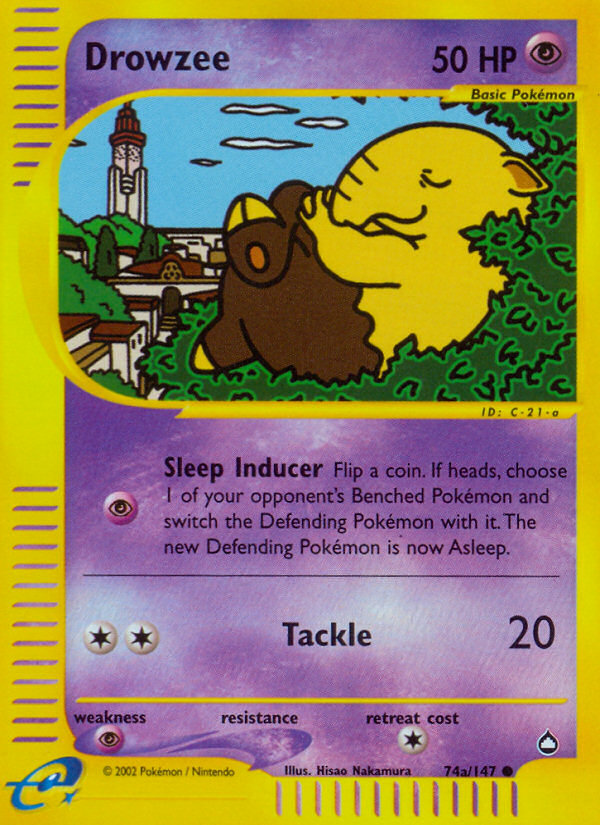 Drowzee
50 HP
Basic Pokémon
ID: C-21-a
Sleep Inducer Flip a coin. If heads, choose
1 of your opponent's Benched Pokémon and
switch the Defending Pokémon with it. The
new Defending Pokémon is now Asleep.
Tackle 20
weakness resistance retreat cost
© 2002 Pokémon / Nintendo Illus. Hisao Nakamura 74a/147